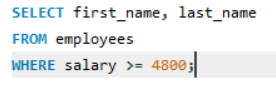 SELECT first_name, last_name
FROM employees
WHERE salary >= 4800;